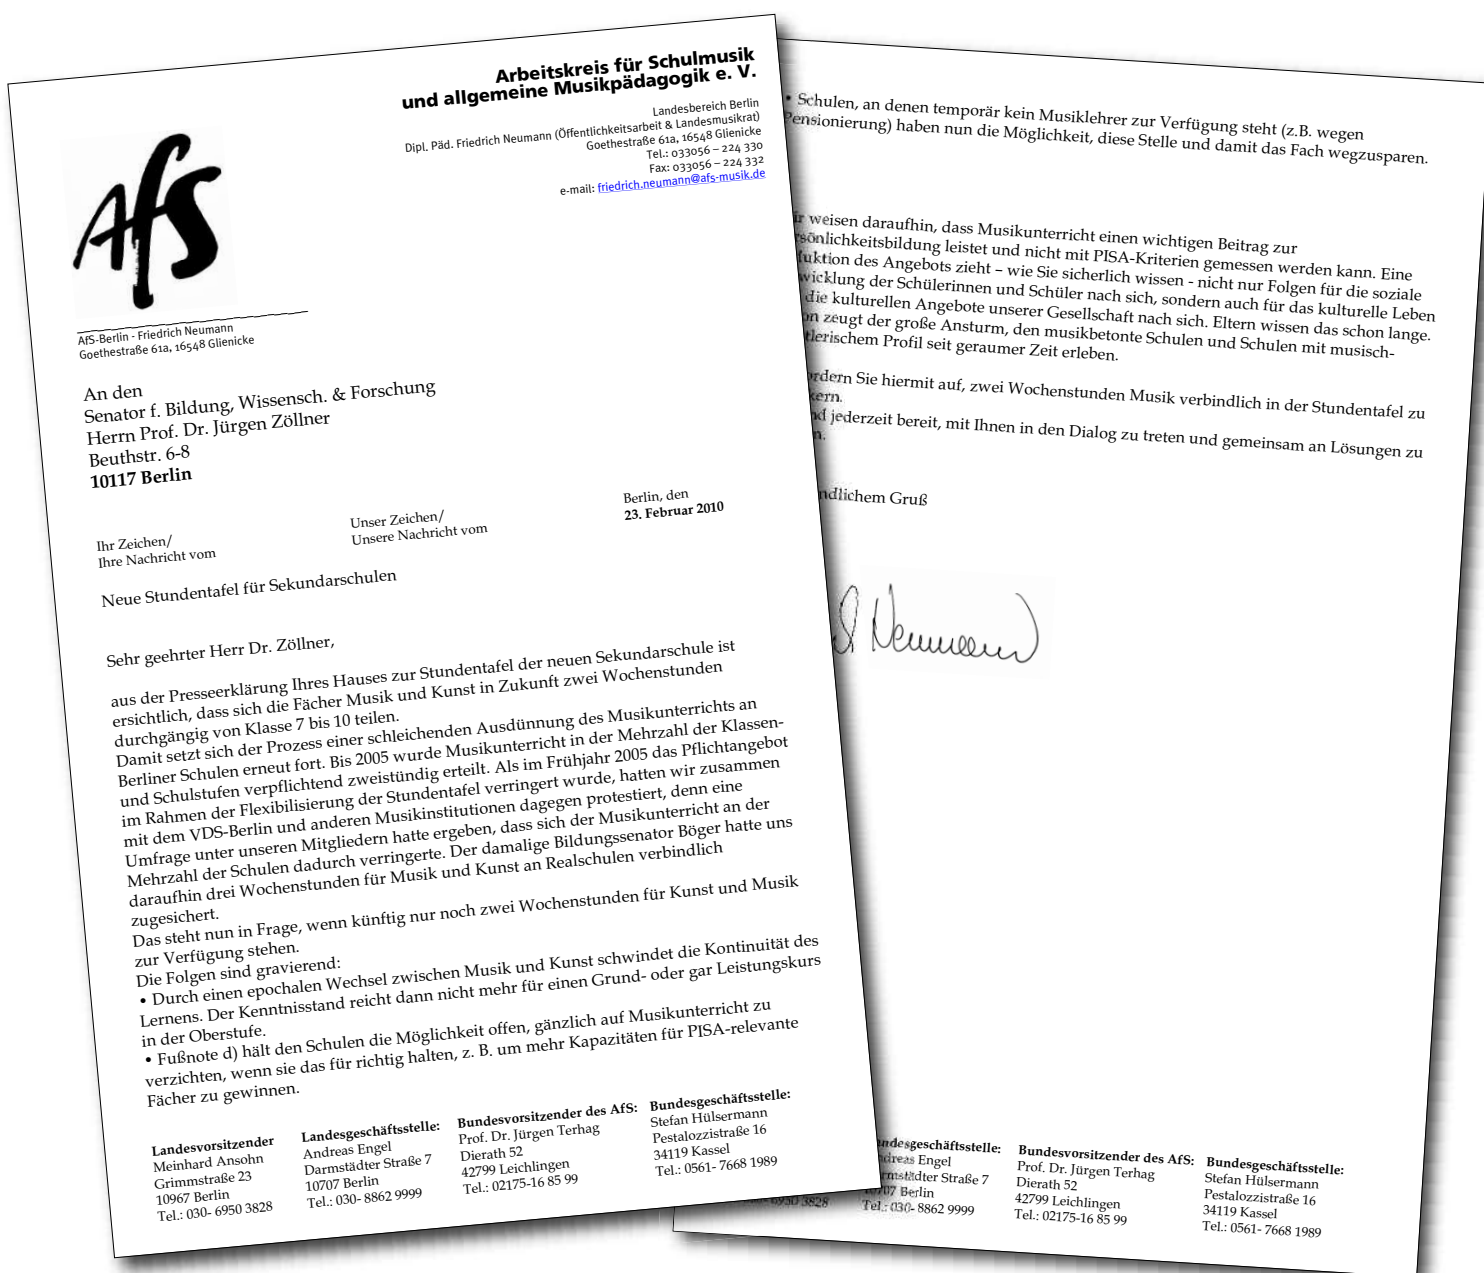 Arbeitskreis für Schulmusik
und allgemeine Musikpädagogik e. V.
Landesbereich Berlin
Dipl. Päd. Friedrich Neumann (Öffentlichkeitsarbeit & Landesmusikrat)
Goethestraße 61a, 16548 Glienicke
Tel.: 033056 – 224 330
Fax: 033056 – 224 332
e-mail: friedrich.neumann@afs-musik.de
AfS
AfS-Berlin - Friedrich Neumann
Goethestraße 61a, 16548 Glienicke
An den
Senator f. Bildung, Wissensch. & Forschung
Herrn Prof. Dr. Jürgen Zöllner
Beuthstr. 6-8
10117 Berlin
Ihr Zeichen/
Ihre Nachricht vom
Unser Zeichen/
Unsere Nachricht vom
Berlin, den
23. Februar 2010
Neue Stundentafel für Sekundarschulen
Sehr geehrter Herr Dr. Zöllner,
aus der Presseerklärung Ihres Hauses zur Stundentafel der neuen Sekundarschule ist
ersichtlich, dass sich die Fächer Musik und Kunst in Zukunft zwei Wochenstunden
durchgängig von Klasse 7 bis 10 teilen.
Damit setzt sich der Prozess einer schleichenden Ausdünnung des Musikunterrichts an
Berliner Schulen erneut fort. Bis 2005 wurde Musikunterricht in der Mehrzahl der Klassen-
und Schulstufen verpflichtend zweistündig erteilt. Als im Frühjahr 2005 das Pflichtangebot
im Rahmen der Flexibilisierung der Stundentafel verringert wurde, hatten wir zusammen
mit dem VDS-Berlin und anderen Musikinstitutionen dagegen protestiert, denn eine
Umfrage unter unseren Mitgliedern hatte ergeben, dass sich der Musikunterricht an der
Mehrzahl der Schulen dadurch verringerte. Der damalige Bildungssenator Böger hatte uns
daraufhin drei Wochenstunden für Musik und Kunst an Realschulen verbindlich
zugesichert.
Das steht nun in Frage, wenn künftig nur noch zwei Wochenstunden für Kunst und Musik
zur Verfügung stehen.
Die Folgen sind gravierend:
• Durch einen epochalen Wechsel zwischen Musik und Kunst schwindet die Kontinuität des
Lernens. Der Kenntnisstand reicht dann nicht mehr für einen Grund- oder gar Leistungskurs
in der Oberstufe.
• Fußnote d) hält den Schulen die Möglichkeit offen, gänzlich auf Musikunterricht zu
verzichten, wenn sie das für richtig halten, z. B. um mehr Kapazitäten für PISA-relevante
Fächer zu gewinnen.
Landesvorsitzender
Meinhard Ansohn
Grimmstraße 23
10967 Berlin
Tel.: 030- 6950 3828
Landesgeschäftsstelle:
Andreas Engel
Darmstädter Straße 7
10707 Berlin
Tel.: 030- 8862 9999
Bundesvorsitzender des AfS:
Prof. Dr. Jürgen Terhag
Dierath 52
42799 Leichlingen
Tel.: 02175-16 85 99
Bundesgeschäftsstelle:
Stefan Hülsermann
Pestalozzistraße 16
34119 Kassel
Tel.: 0561- 7668 1989
• Schulen, an denen temporär kein Musiklehrer zur Verfügung steht (z.B. wegen
Pensionierung) haben nun die Möglichkeit, diese Stelle und damit das Fach wegzusparen.
weisen daraufhin, dass Musikunterricht einen wichtigen Beitrag zur
sönlichkeitsbildung leistet und nicht mit PISA-Kriterien gemessen werden kann. Eine
uktion des Angebots zieht – wie Sie sicherlich wissen - nicht nur Folgen für die soziale
wicklung der Schülerinnen und Schüler nach sich, sondern auch für das kulturelle Leben
die kulturellen Angebote unserer Gesellschaft nach sich. Eltern wissen das schon lange.
on zeugt der große Ansturm, den musikbetonte Schulen und Schulen mit musisch-
tlerischem Profil seit geraumer Zeit erleben.
ordern Sie hiermit auf, zwei Wochenstunden Musik verbindlich in der Stundentafel zu
kern.
nd jederzeit bereit, mit Ihnen in den Dialog zu treten und gemeinsam an Lösungen zu
n.
ndlichem Gruß
Neumann
6950 3828
andesgeschäftsstelle:
dreas Engel
rmstädter Straße 7
10707 Berlin
Tel.: 030- 8862 9999
Bundesvorsitzender des AfS:
Prof. Dr. Jürgen Terhag
Dierath 52
42799 Leichlingen
Tel.: 02175-16 85 99
Bundesgeschäftsstelle:
Stefan Hülsermann
Pestalozzistraße 16
34119 Kassel
Tel.: 0561- 7668 1989